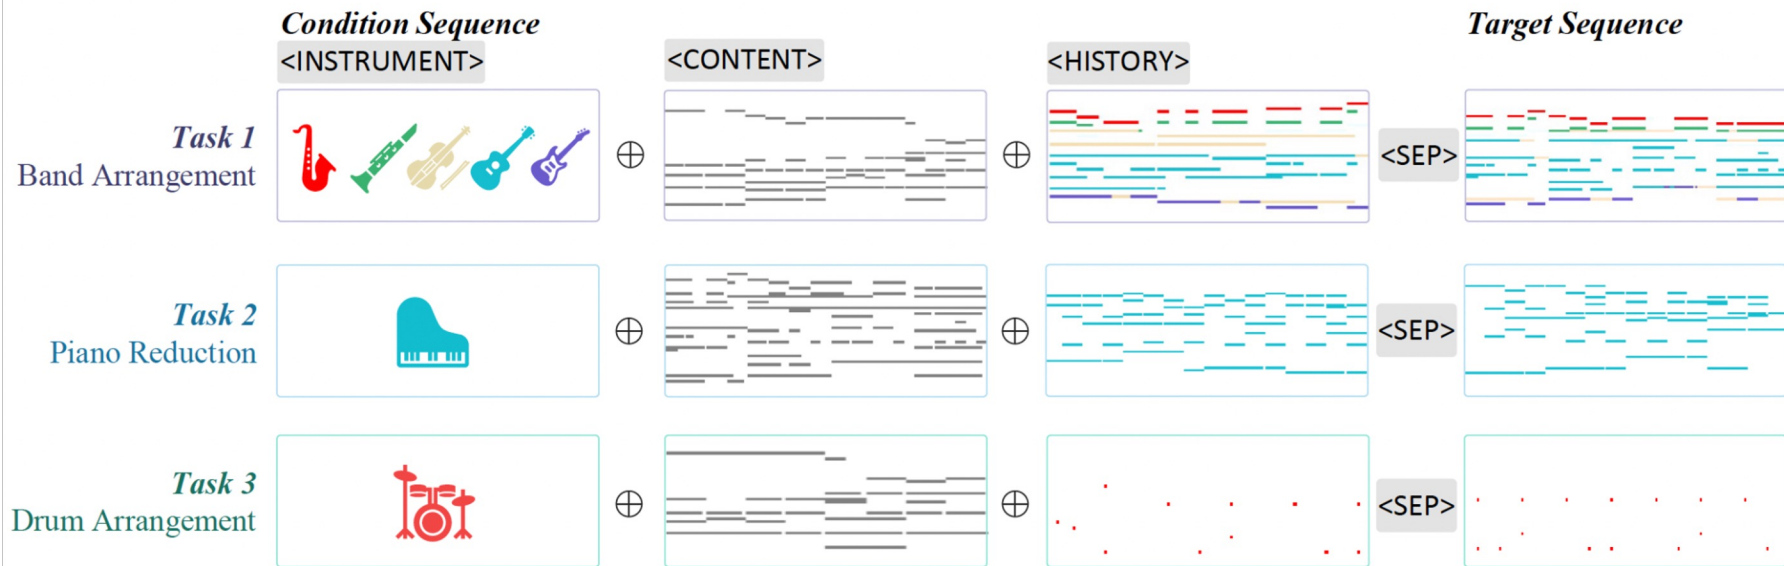 Condition Sequence
Target Sequence
<INSTRUMENT>
<CONTENT>
<HISTORY>
Task 1
Band Arrangement
⊕
⊕
<SEP>
Task 2
Piano Reduction
⊕
⊕
<SEP>
Task 3
Drum Arrangement
⊕
⊕
<SEP>